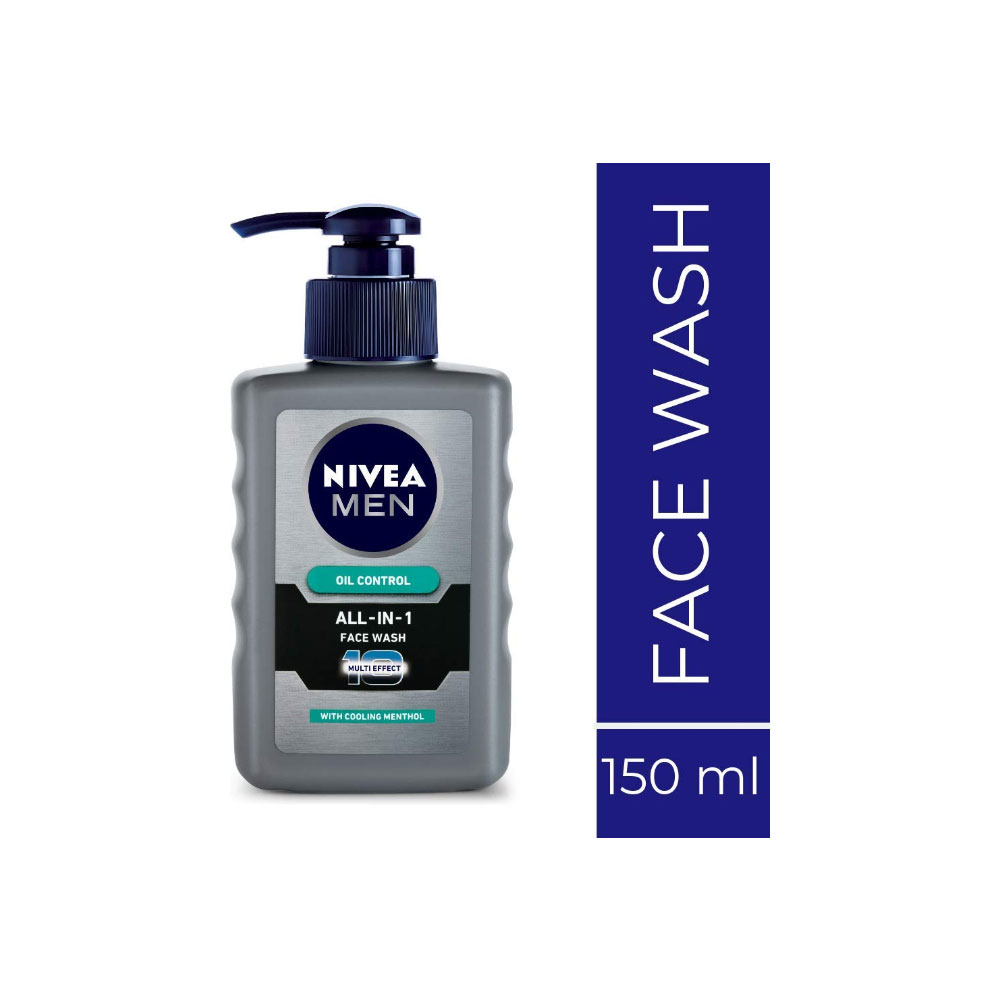 NIVEA
MEN
OIL CONTROL
ALL-IN-1
FACE WASH
10
MULTI EFFECT
WITH COOLING MENTHOL
FACE WASH
150 ml